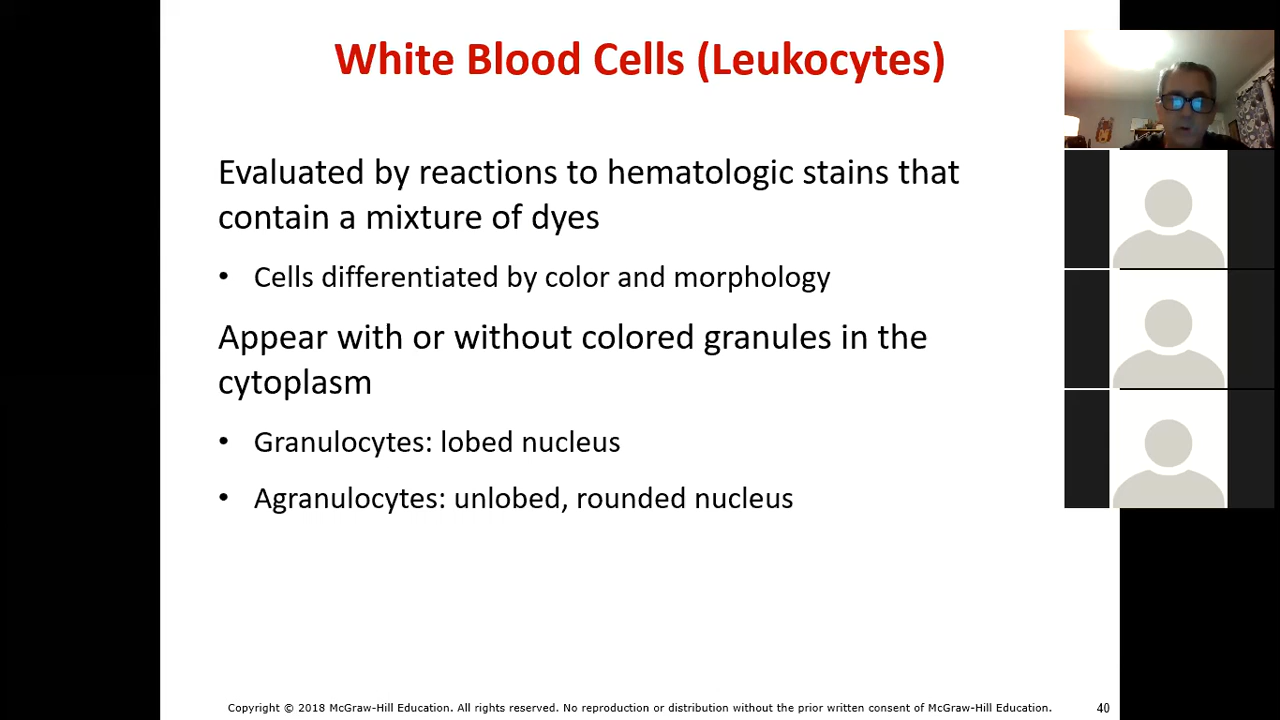 White Blood Cells (Leukocytes)
Evaluated by reactions to hematologic stains that
contain a mixture of dyes
• Cells differentiated by color and morphology
Appear with or without colored granules in the
cytoplasm
• Granulocytes: lobed nucleus
• Agranulocytes: unlobed, rounded nucleus
Copyright © 2018 McGraw-Hill Education. All rights reserved. No reproduction or distribution without the prior written consent of McGraw-Hill Education.
40